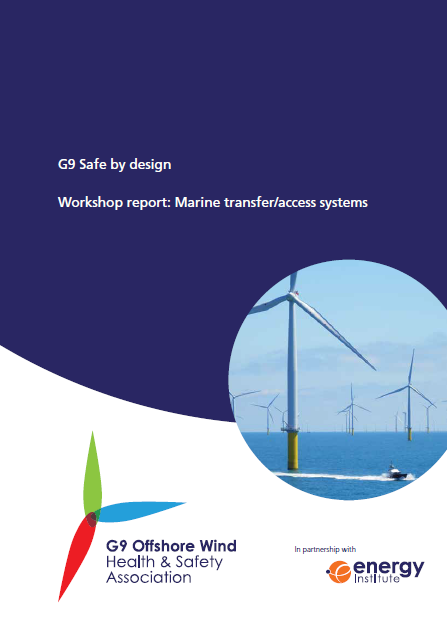 G9 Safe by design
Workshop report: Marine transfer/access systems
G9 Offshore Wind
Health & Safety
Association
In partnership with
energy
institute